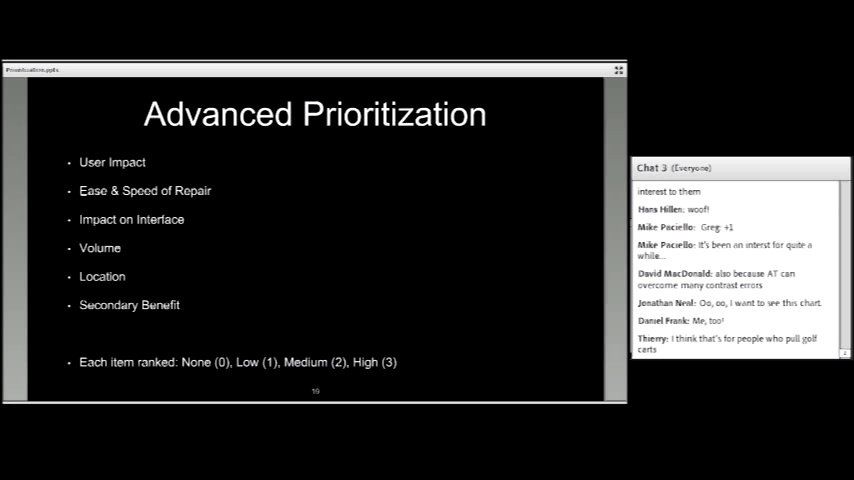 Prioritization.pptx
Advanced Prioritization
• User Impact
• Ease & Speed of Repair
• Impact on Interface
• Volume
• Location
• Secondary Benefit
• Each item ranked: None (0), Low (1), Medium (2), High (3)
19
Chat 3 (Everyone)
interest to them
Hans Hillen: woof!
Mike Paciello: Greg: +1
Mike Paciello: It's been an interst for quite a
while...
David MacDonald: also because AT can
overcome many contrast errors
Jonathan Neal: Oo, oo, I want to see this chart.
Daniel Frank: Me, too!
Thierry: I think that's for people who pull golf
carts